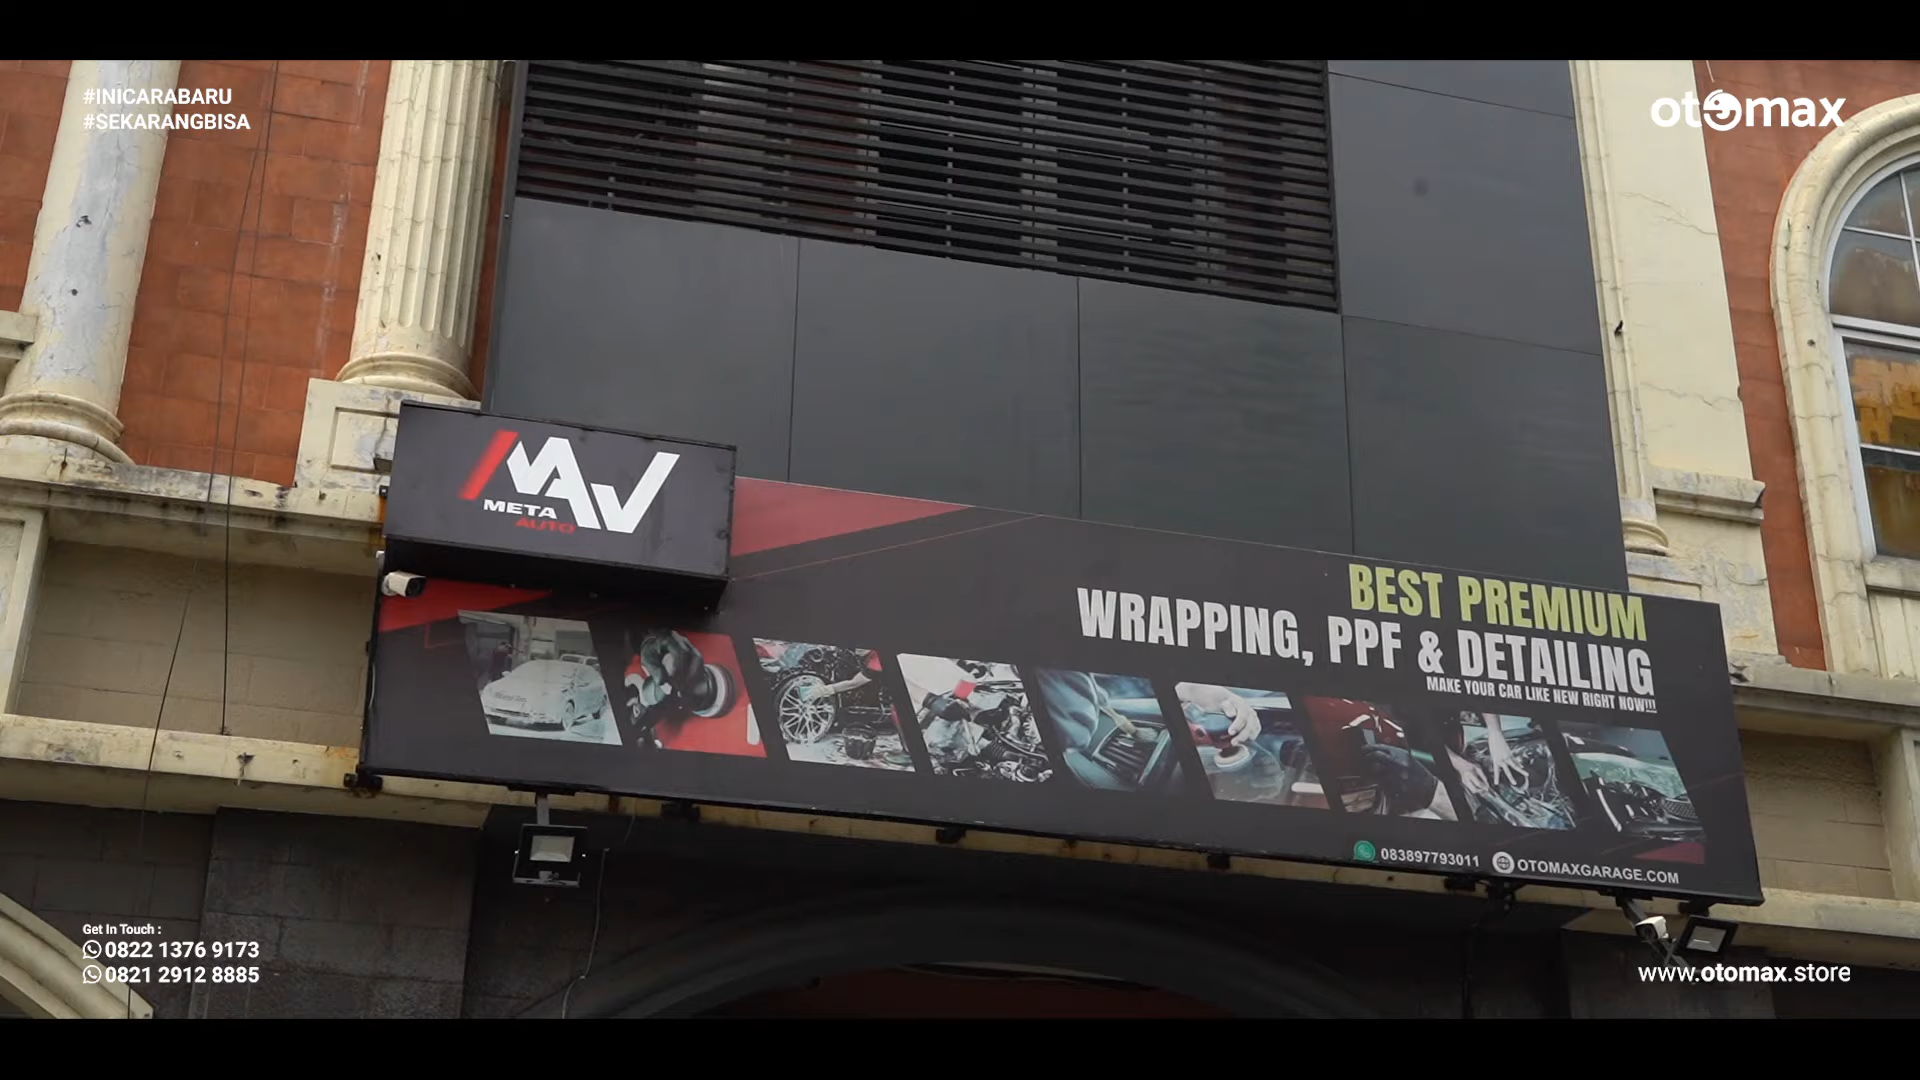 #INICARABARU
#SEKARANGBISA
otomax
META
AUTO
BEST PREMIUM
WRAPPING, PPF & DETAILING
MAKE YOUR CAR LIKE NEW RIGHT NOW!!!
083897793011 OTOMAXGARAGE.COM
Get In Touch :
0822 1376 9173
0821 2912 8885
www.otomax.store